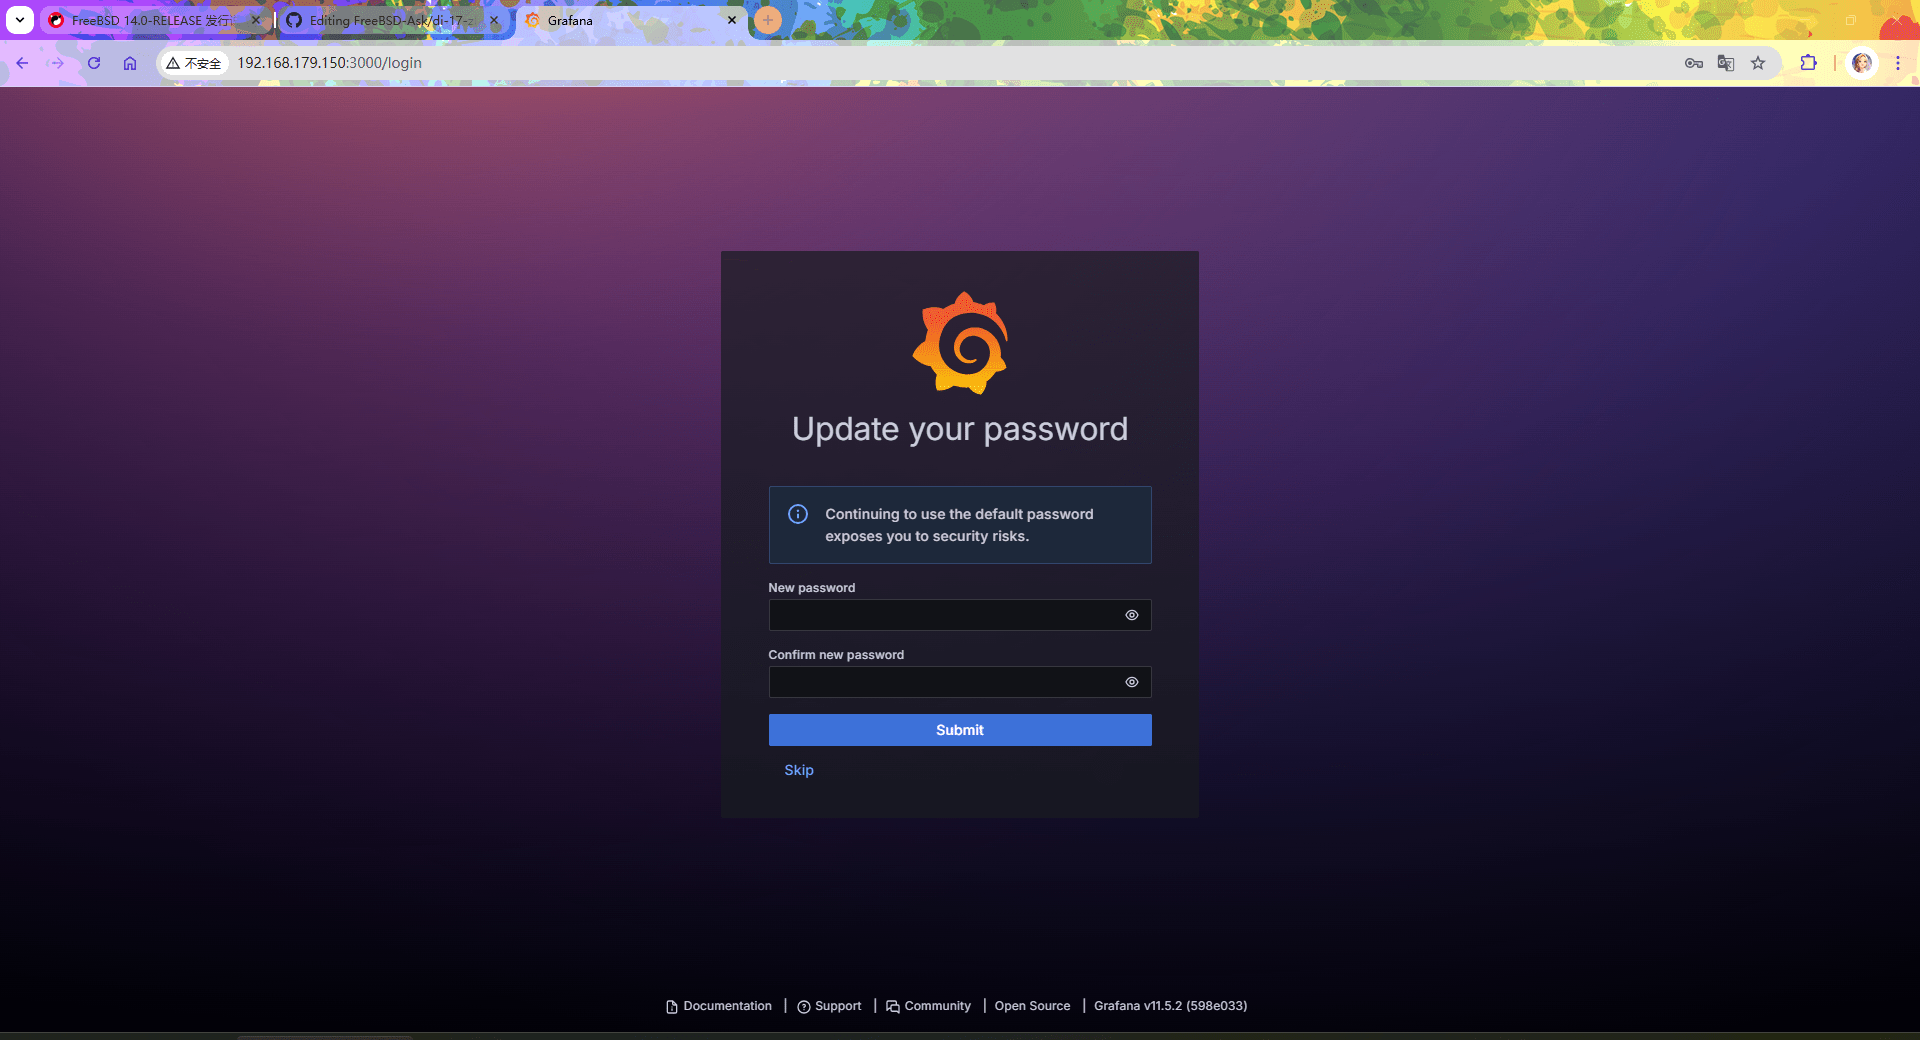 FreeBSD 14.0-RELEASE 发行
Editing FreeBSD-Ask/di-17-z
Grafana
不安全
192.168.179.150:3000/login
Update your password
Continuing to use the default password
exposes you to security risks.
New password
Confirm new password
Submit
Skip
Documentation | Support | Community | Open Source | Grafana v11.5.2 (598e033)